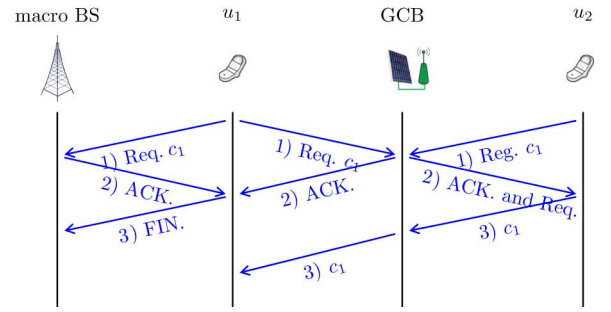 macro BS
u₁
GCB
u₂
1) Req. c₁
1) Req. c₁
1) Reg. c₁
2) ACK.
2) ACK.
2) ACK. and Req.
3) FIN.
3) c₁
3) c₁